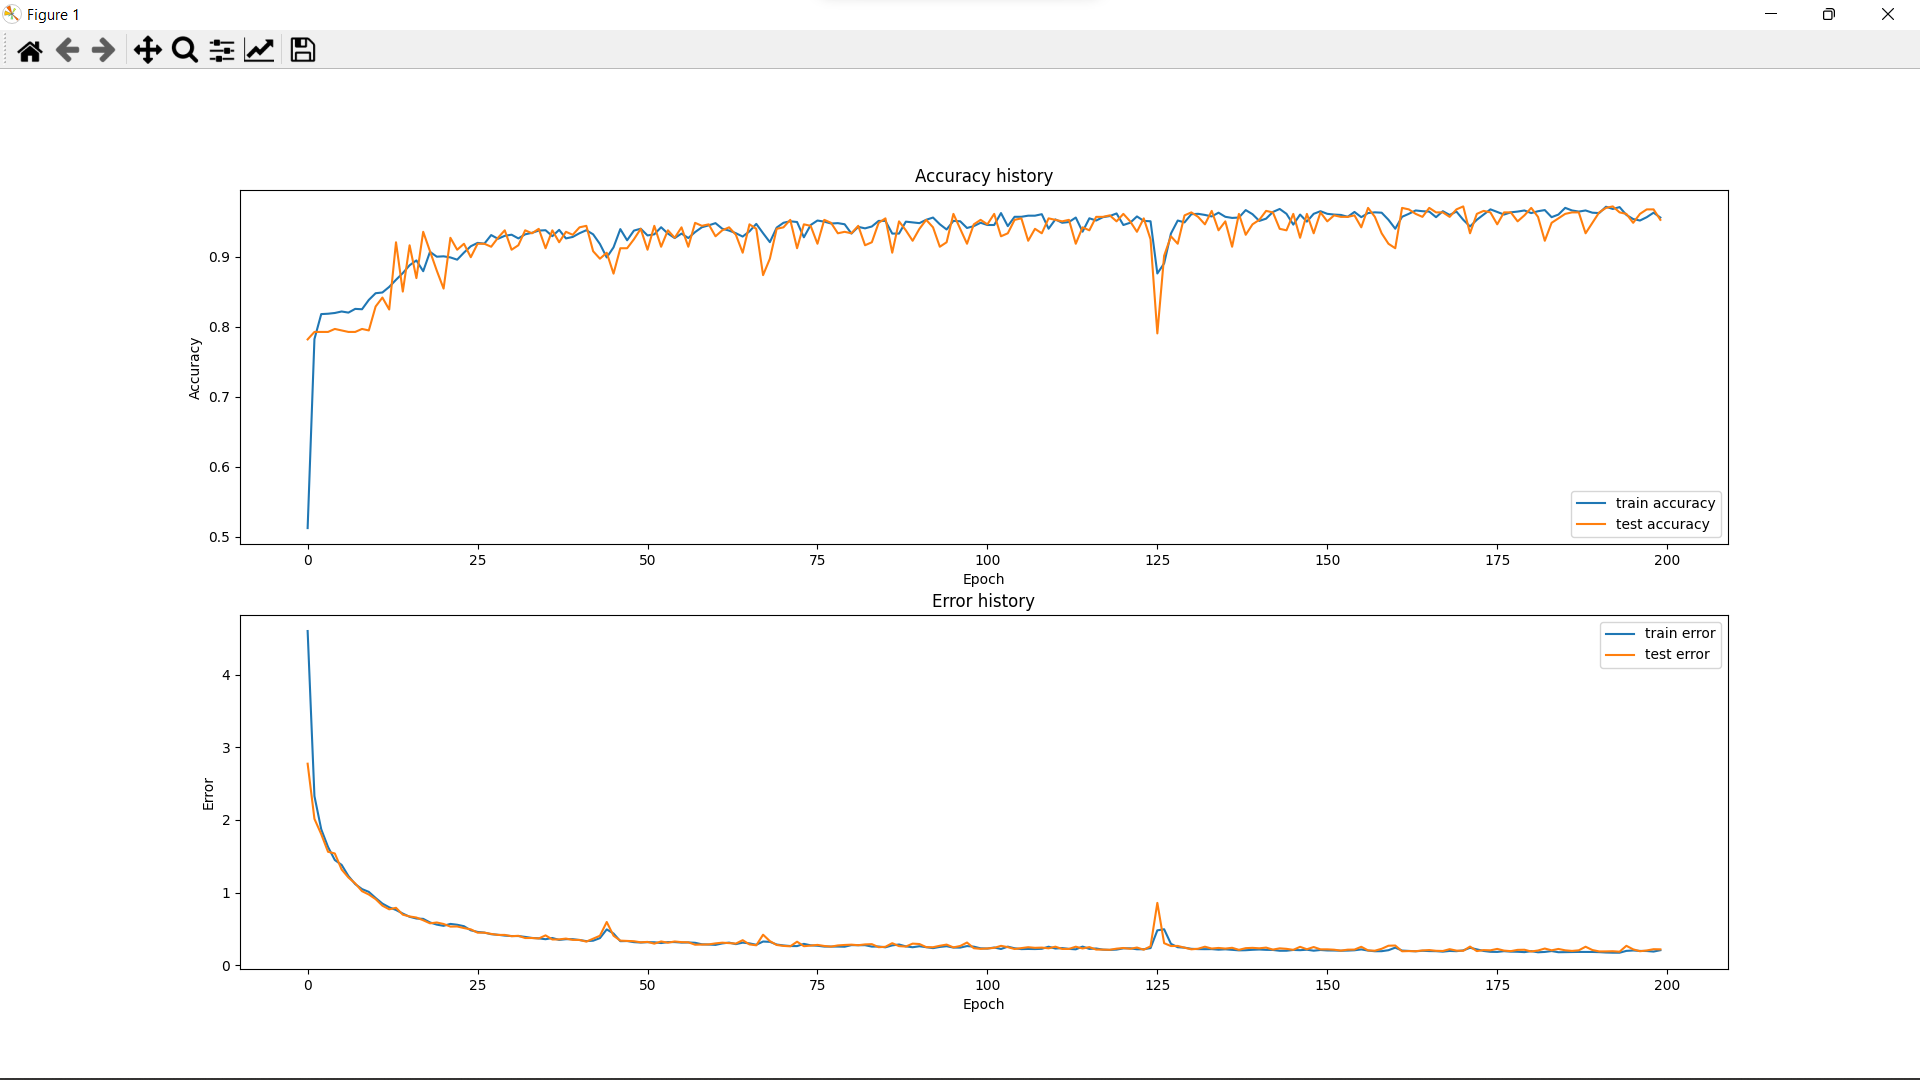 Figure 1
Accuracy history
Accuracy
0.9
0.8
0.7
0.6
0.5
train accuracy
test accuracy
0 25 50 75 100 125 150 175 200
Epoch
Error history
Error
4
3
2
1
0
train error
test error
0 25 50 75 100 125 150 175 200
Epoch